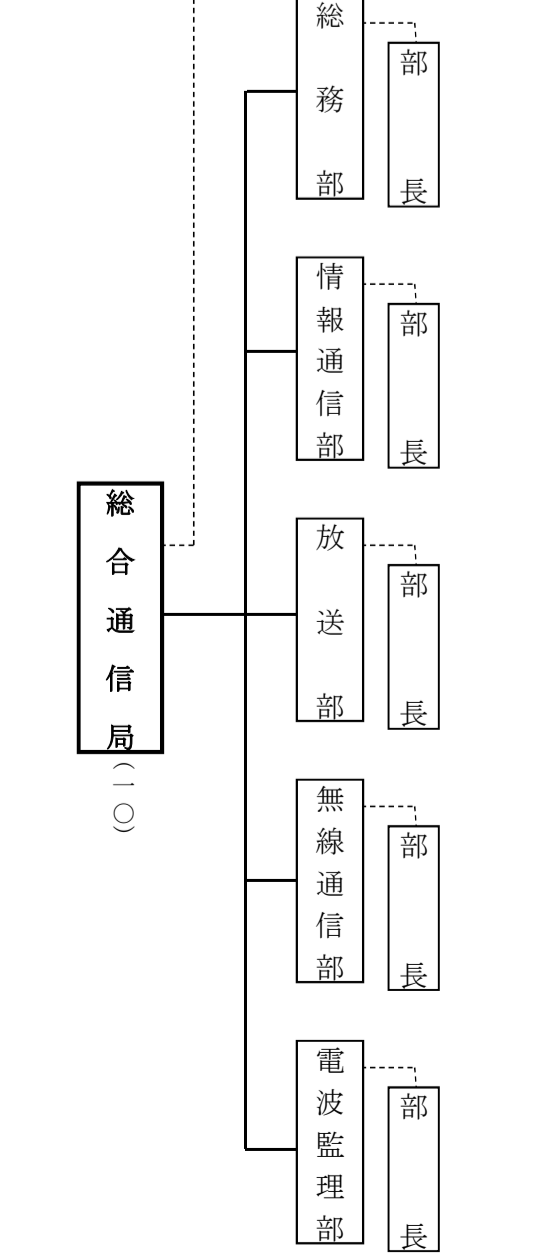 総合通信局(一〇)
総務部
部長
情報通信部
部長
放送部
部長
無線通信部
部長
電波監理部
部長